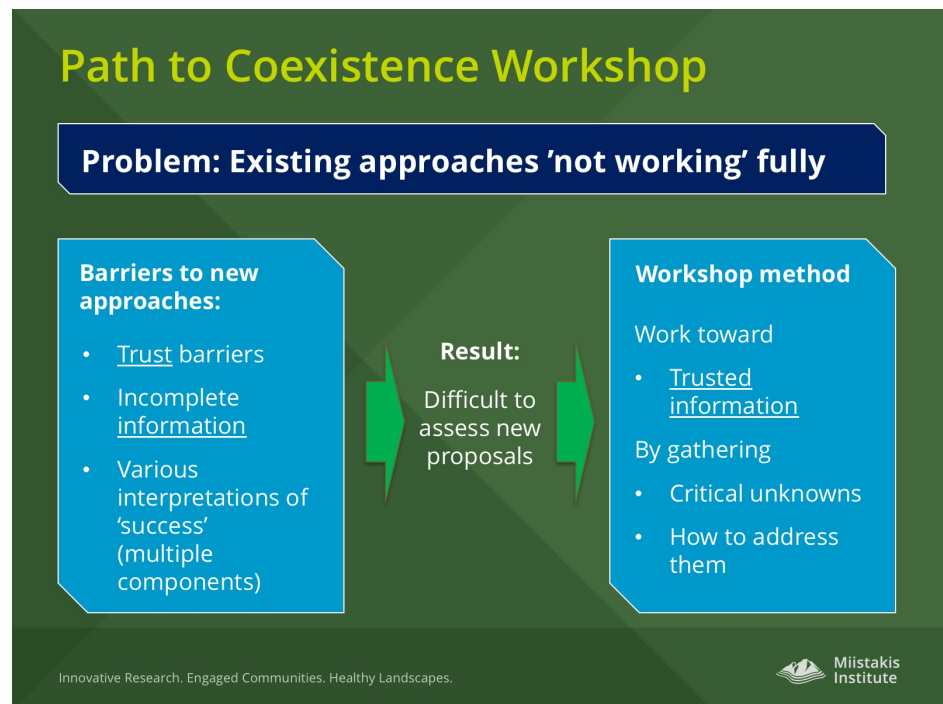 Path to Coexistence Workshop
Problem: Existing approaches ’not working’ fully
Barriers to new
approaches:
• Trust barriers
• Incomplete
information
• Various
interpretations of
‘success’
(multiple
components)
Result:
Difficult to
assess new
proposals
Workshop method
Work toward
• Trusted
information
By gathering
• Critical unknowns
• How to address
them
Innovative Research. Engaged Communities. Healthy Landscapes.
Miistakis
Institute